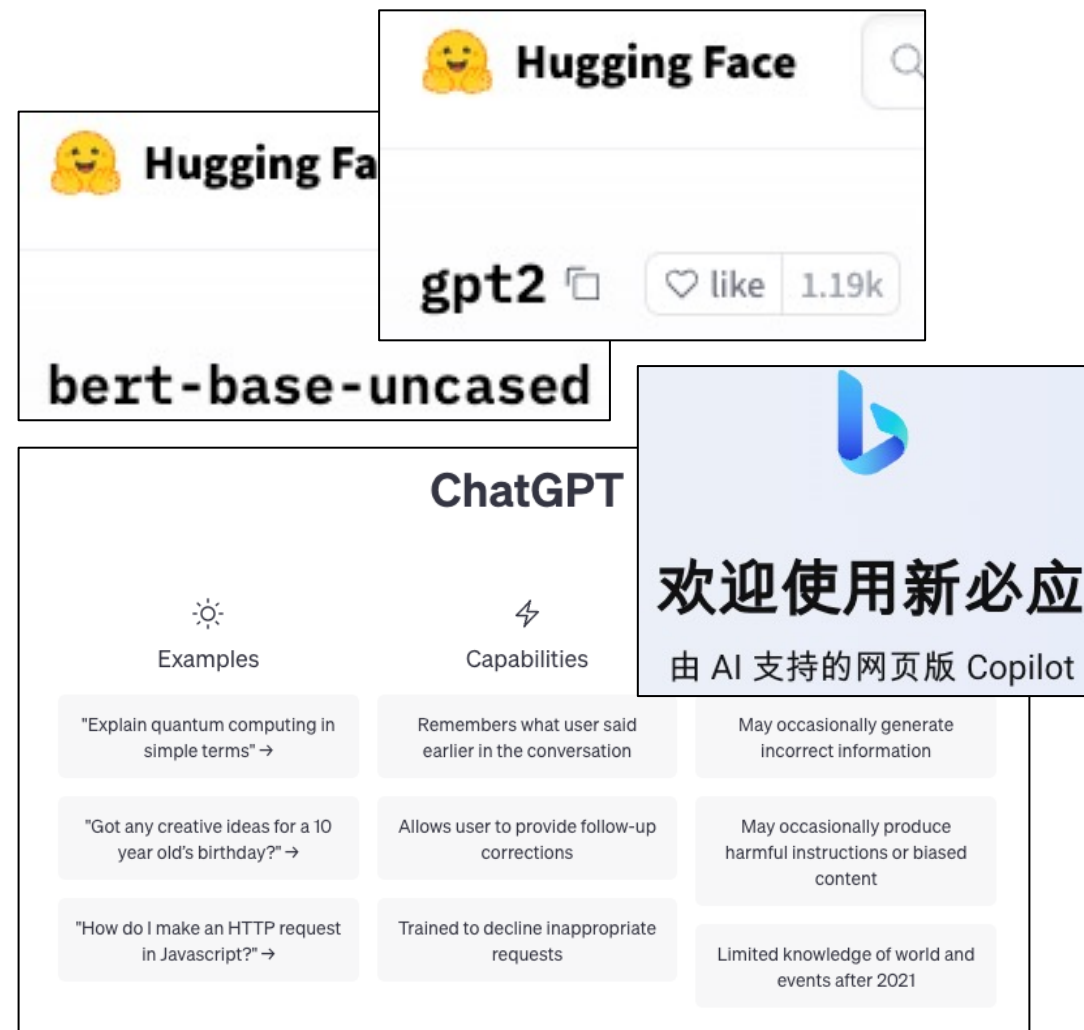 Hugging Face
gpt2
like 1.19k
Hugging Fa
bert-base-uncased
欢迎使用新必应
由 AI 支持的网页版 Copilot
ChatGPT
Examples
"Explain quantum computing in
simple terms" →
"Got any creative ideas for a 10
year old's birthday?" →
"How do I make an HTTP request
in Javascript?" →
Capabilities
Remembers what user said
earlier in the conversation
Allows user to provide follow-up
corrections
Trained to decline inappropriate
requests
May occasionally generate
incorrect information
May occasionally produce
harmful instructions or biased
content
Limited knowledge of world and
events after 2021